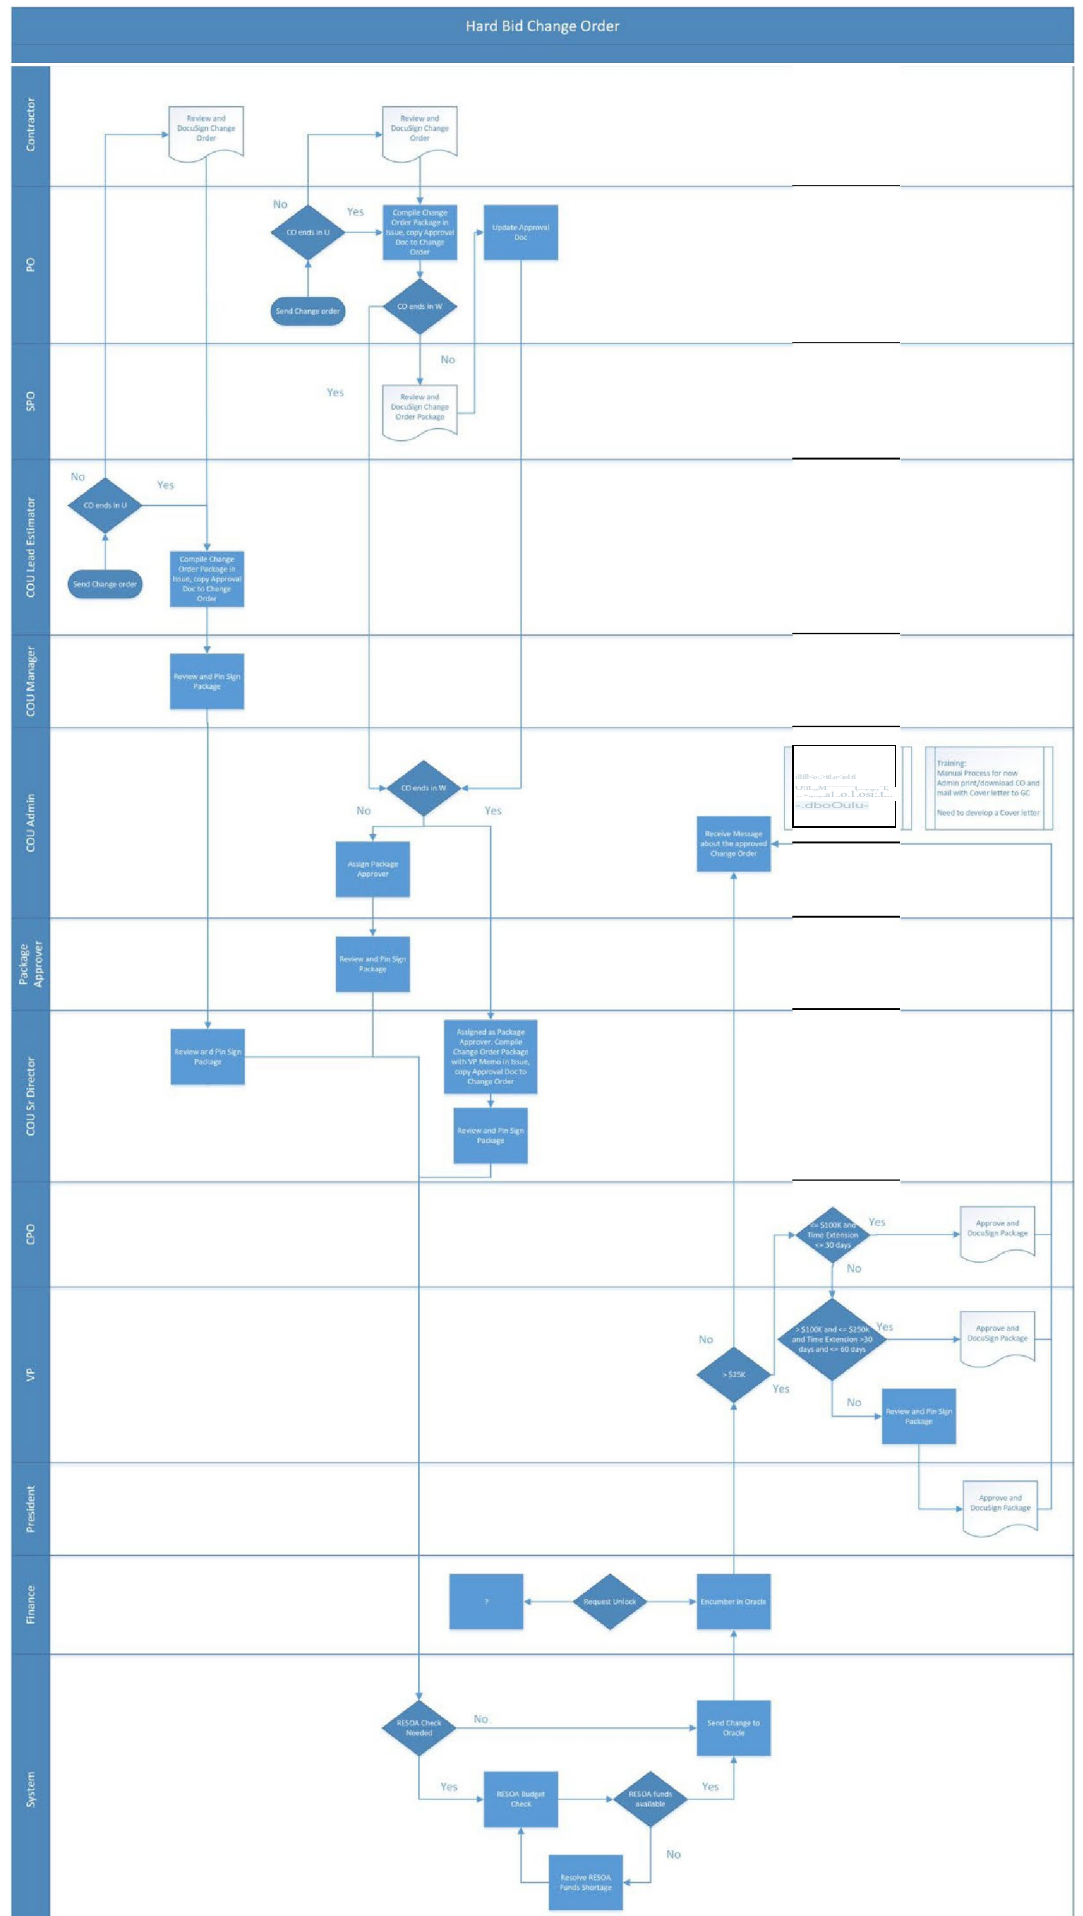 Hard Bid Change Order
Contractor
Review and
DocuSign Change
Order
Review and
DocuSign Change
Order
PO
No
CO ends in U
Yes
Compile Change
Order Package in
Issue, copy Approval
Doc to Change
Order
Update Approval
Doc
Send Change order
CO ends in W
No
Yes
SPO
Review and
DocuSign Change
Order Package
COU Lead Estimator
No
CO ends in U
Yes
Send Change order
Compile Change
Order Package in
Issue, copy Approval
Doc to Change
Order
COU Manager
Review and Pin Sign
Package
COU Admin
CO ends in W
No
Yes
Assign Package
Approver
Receive Message
about the approved
Change Order
Training:
Manual Process for new
Admin print/download CO and
mail with Cover letter to GC
Need to develop a Cover letter
Package
Approver
Review and Pin Sign
Package
COU Sr Director
Review and Pin Sign
Package
Assigned as Package
Approver. Compile
Change Order Package
with VP Memo in Issue,
copy Approval Doc to
Change Order
Review and Pin Sign
Package
CPO
<= $100K and
Time Extension
<= 30 days
Yes
No
Approve and
DocuSign Package
VP
No
> $15K
Yes
> $100K and <= $250K
and Time Extension >30
days and <= 60 days
Yes
No
Approve and
DocuSign Package
Review and Pin Sign
Package
President
Approve and
DocuSign Package
Finance
?
Request Unlock
Encumber in Oracle
System
RESOA Check
Needed
No
Send Change to
Oracle
Yes
RESOA Budget
Check
RESOA funds
available
Yes
No
Resolve RESOA
Funds Shortage